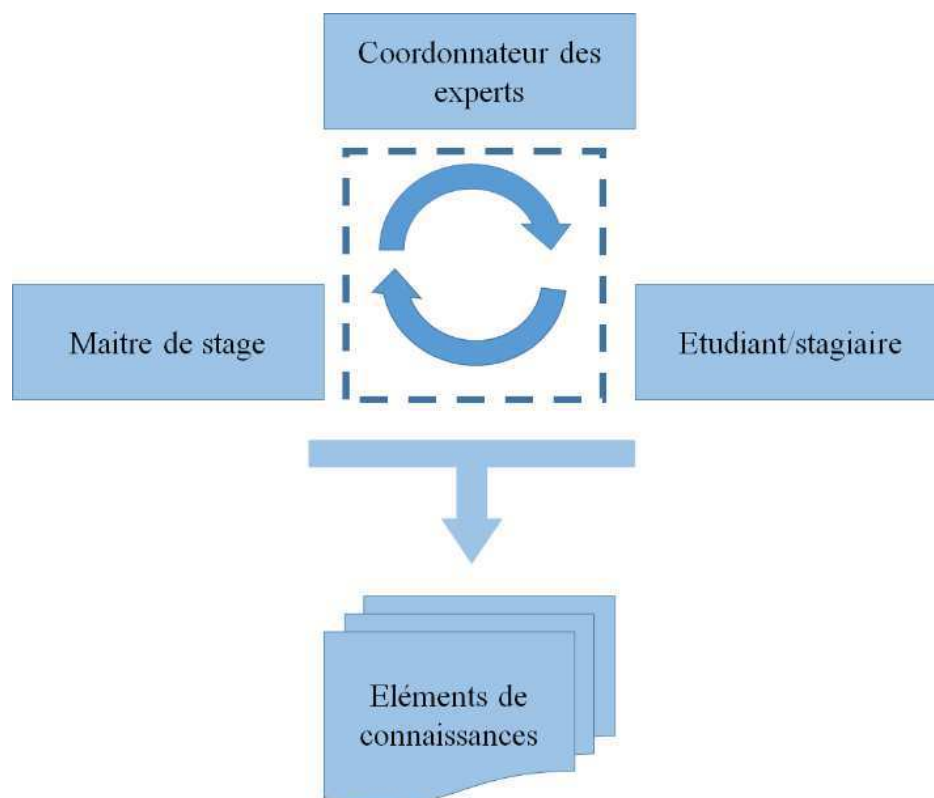 Coordonnateur des
experts
Maitre de stage
Etudiant/stagiaire
Eléments de
connaissances